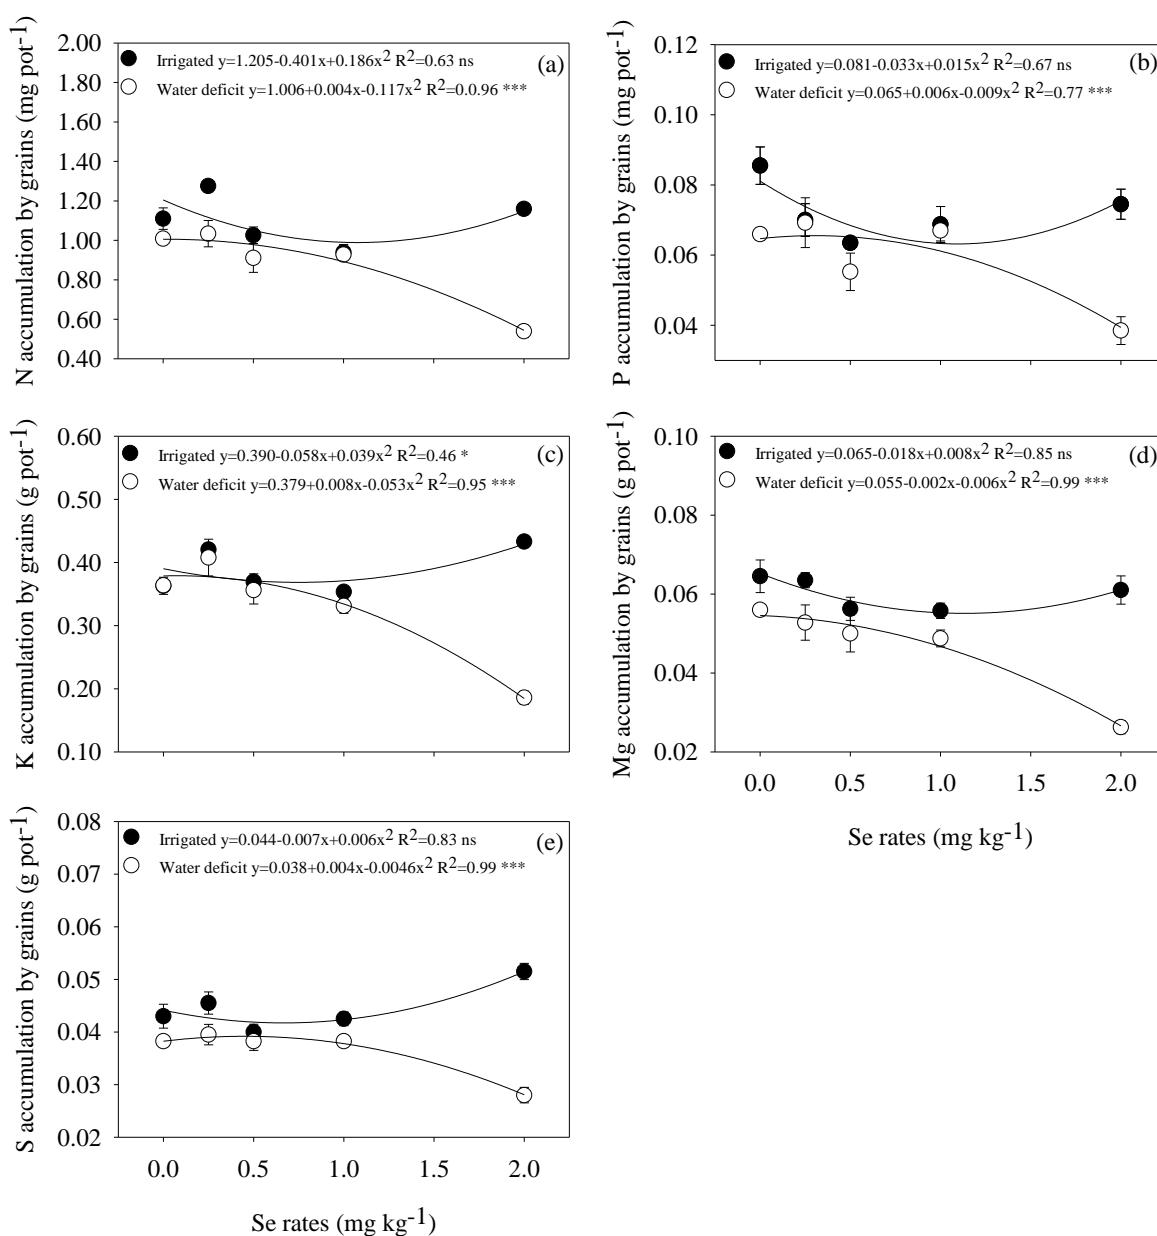 N accumulation by grains (mg pot-1)
2.00
1.80
1.60
1.40
1.20
1.00
0.80
0.60
0.40
Irrigated y=1.205-0.401x+0.186x2 R2=0.63 ns
(a)
Water deficit y=1.006+0.004x-0.117x2 R2=0.0.96 ***
P accumulation by grains (mg pot-1)
0.12
0.10
0.08
0.06
0.04
Irrigated y=0.081-0.033x+0.015x2 R2=0.67 ns
(b)
Water deficit y=0.065+0.006x-0.009x2 R2=0.77 ***
K accumulation by grains (g pot-1)
0.60
0.50
0.40
0.30
0.20
0.10
Irrigated y=0.390-0.058x+0.039x2 R2=0.46 *
(c)
Water deficit y=0.379+0.008x-0.053x2 R2=0.95 ***
Mg accumulation by grains (g pot-1)
0.10
0.08
0.06
0.04
0.02
Irrigated y=0.065-0.018x+0.008x2 R2=0.85 ns
(d)
Water deficit y=0.055-0.002x-0.006x2 R2=0.99 ***
0.0 0.5 1.0 1.5 2.0
Se rates (mg kg-1)
S accumulation by grains (g pot-1)
0.08
0.07
0.06
0.05
0.04
0.03
0.02
Irrigated y=0.044-0.007x+0.006x2 R2=0.83 ns
(e)
Water deficit y=0.038+0.004x-0.0046x2 R2=0.99 ***
0.0 0.5 1.0 1.5 2.0
Se rates (mg kg-1)